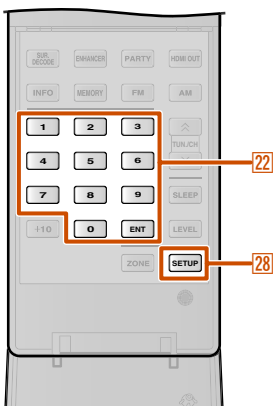 SUR. DECODE ENHANCER PARTY HDMI OUT
INFO MEMORY FM AM
1 2 3
TUN./CH
4 5 6 22
7 8 9 SLEEP
+10 0 ENT LEVEL
ZONE SETUP 28